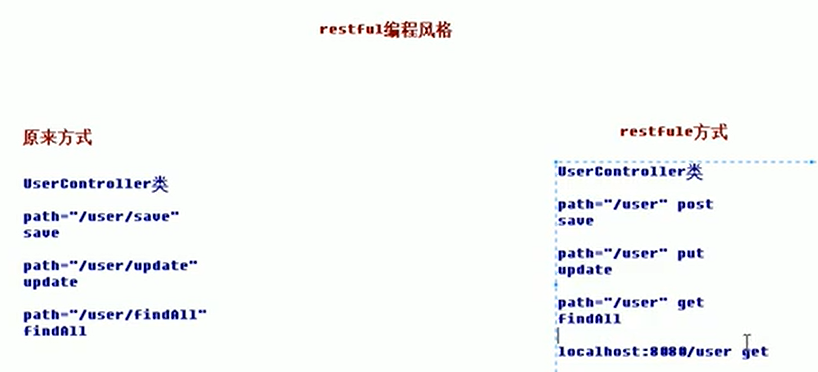 restful编程风格
原来方式
UserController类
path="/user/save"
save
path="/user/update"
update
path="/user/findAll"
findAll
restfule方式
UserController类
path="/user" post
save
path="/user" put
update
path="/user" get
findAll
localhost:8080/user get